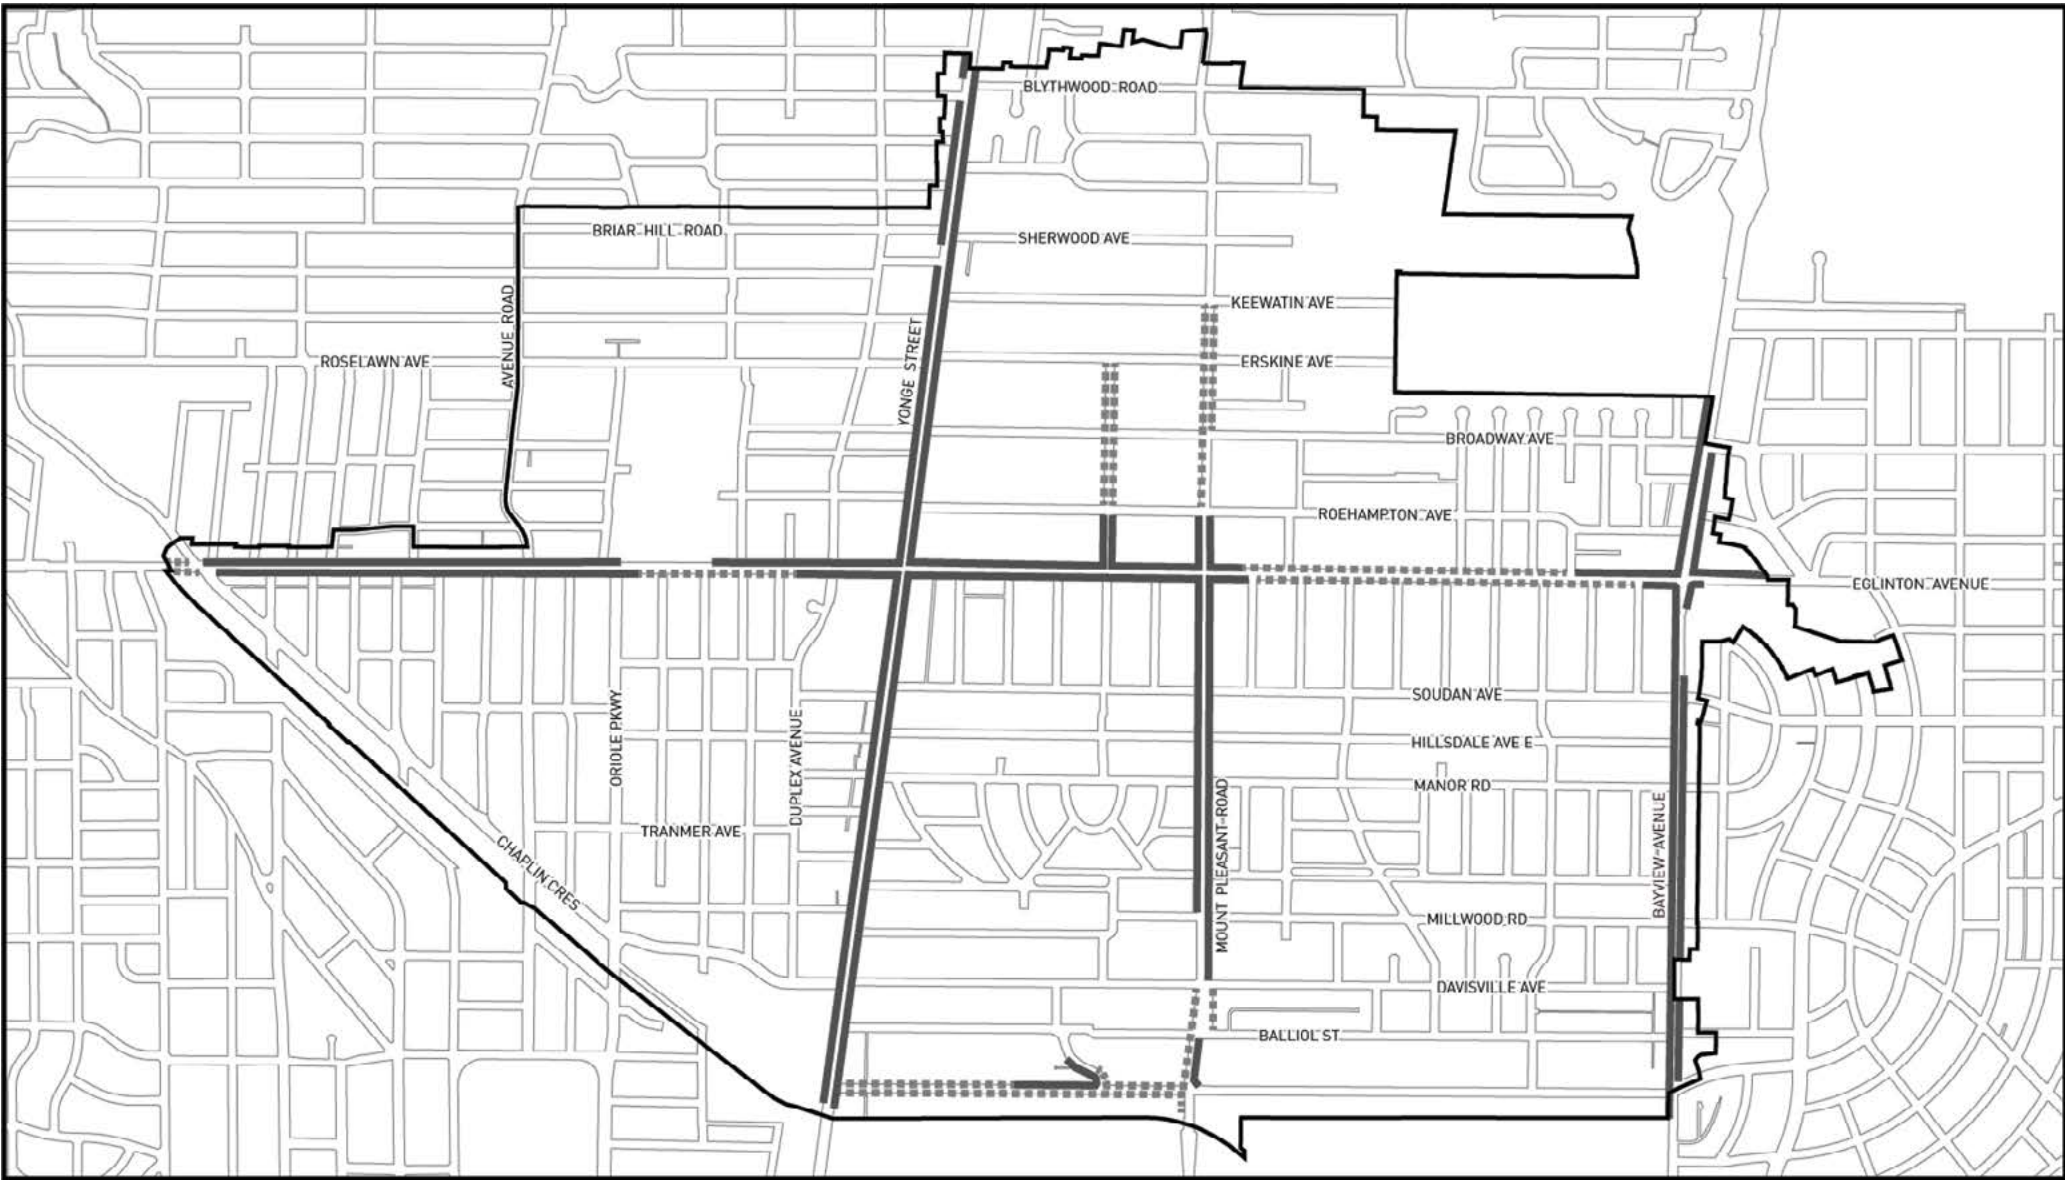 BLYTHWOOD ROAD
BRIAR HILL ROAD
SHERWOOD AVE
AVENUE ROAD
KEEWATIN AVE
YONGE STREET
ROSELAWN AVE
ERSKINE AVE
BROADWAY AVE
ROEHAMPTON AVE
EGLINTON AVENUE
SOUDAN AVE
ORIOLE PKWY
DUPLEX AVENUE
HILLSDALE AVE E
MANOR RD
MOUNT PLEASANT ROAD
BAYVIEW AVENUE
TRANMER AVE
CHAPLIN CRES
MILLWOOD RD
DAVISVILLE AVE
BALLIOL ST